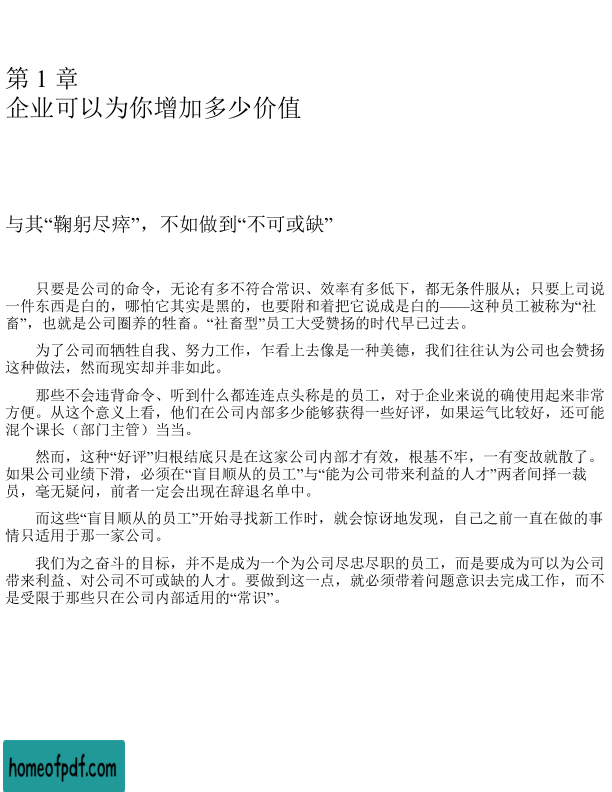 第 1 章
企业可以为你增加多少价值
与其“鞠躬尽瘁”，不如做到“不可或缺”
只要是公司的命令，无论有多不符合常识、效率有多低下，都无条件服从；只要上司说
一件东西是白的，哪怕它其实是黑的，也要附和着把它说成是白的——这种员工被称为“社
畜”，也就是公司圈养的牲畜。“社畜型”员工大受赞扬的时代早已过去。
为了公司而牺牲自我、努力工作，乍看上去像是一种美德，我们往往认为公司也会赞扬
这种做法，然而现实却并非如此。
那些不会违背命令、听到什么都连连点头称是的员工，对于企业来说的确使用起来非常
方便。从这个意义上看，他们在公司内部多少能够获得一些好评，如果运气比较好，还可能
混个课长（部门主管）当当。
然而，这种“好评”归根结底只是在这家公司内部才有效，根基不牢，一有变故就散了。
如果公司业绩下滑，必须在“盲目顺从的员工”与“能为公司带来利益的人才”两者间择一裁
员，毫无疑问，前者一定会出现在辞退名单中。
而这些“盲目顺从的员工”开始寻找新工作时，就会惊讶地发现，自己之前一直在做的事
情只适用于那一家公司。
我们为之奋斗的目标，并不是成为一个为公司尽忠尽职的员工，而是要成为可以为公司
带来利益、对公司不可或缺的人才。要做到这一点，就必须带着问题意识去完成工作，而不
是受限于那些只在公司内部适用的“常识”。
homeofpdf.com